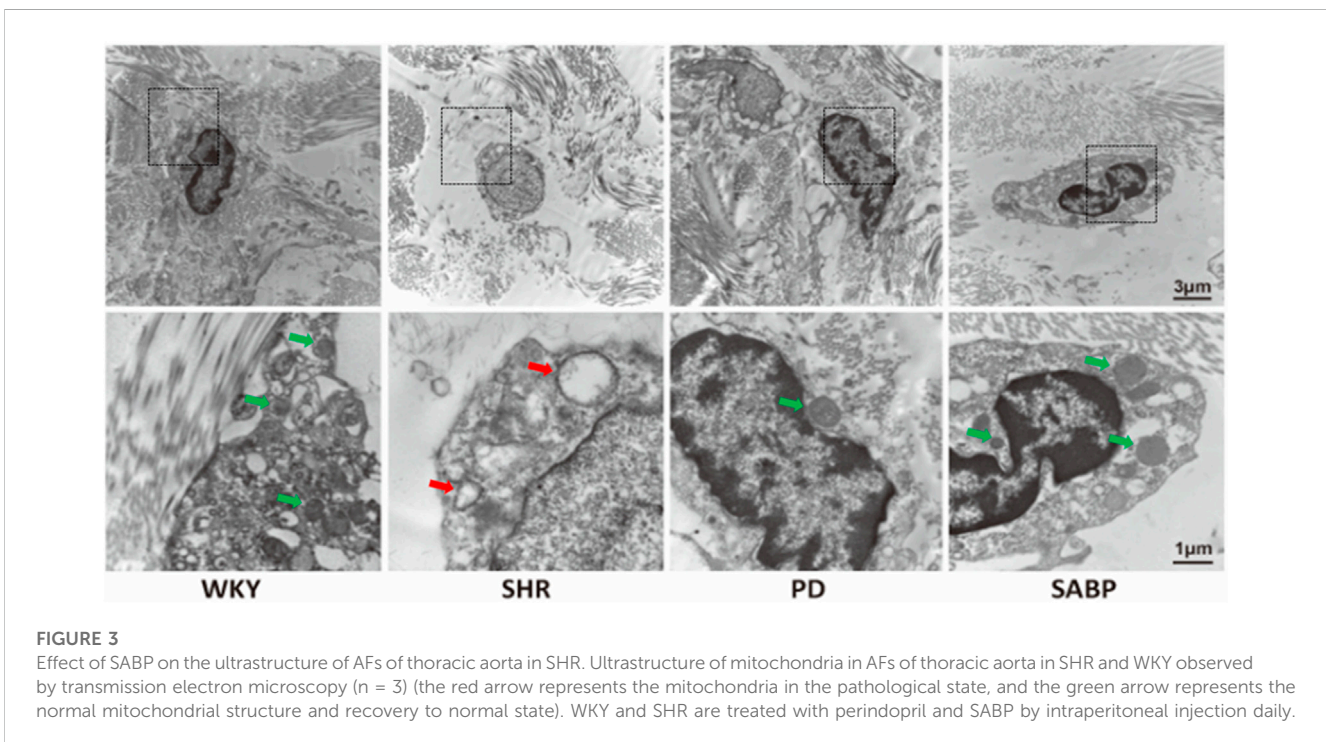 3μm
1μm
WKY SHR PD SABP
FIGURE 3
Effect of SABP on the ultrastructure of AFs of thoracic aorta in SHR. Ultrastructure of mitochondria in AFs of thoracic aorta in SHR and WKY observed
by transmission electron microscopy (n = 3) (the red arrow represents the mitochondria in the pathological state, and the green arrow represents the
normal mitochondrial structure and recovery to normal state). WKY and SHR are treated with perindopril and SABP by intraperitoneal injection daily.